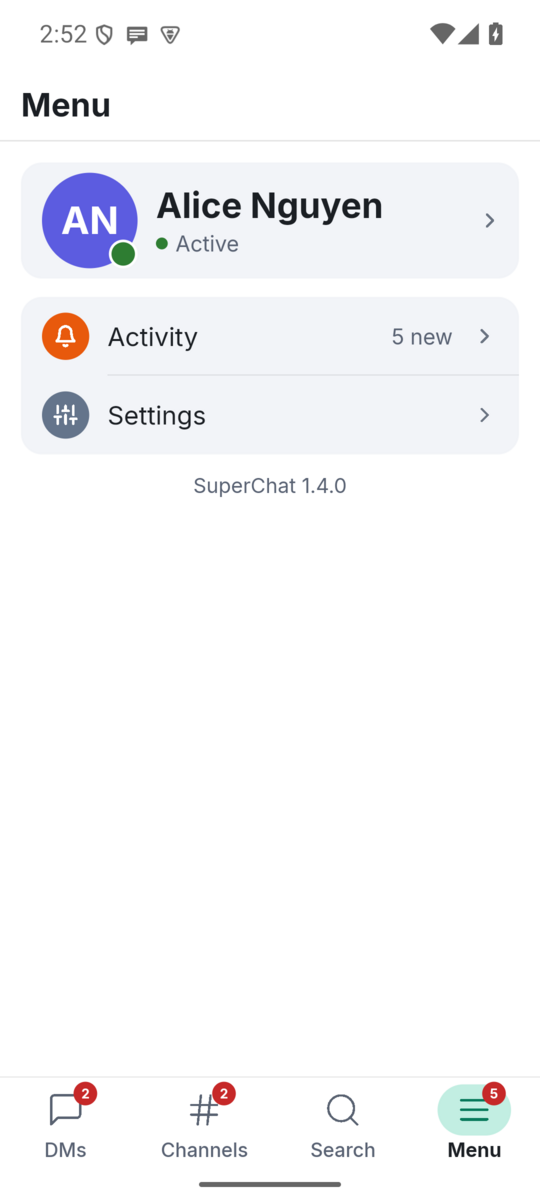 2:52
Menu
AN
Alice Nguyen
Active
Activity 5 new
Settings
SuperChat 1.4.0
2 2 5
DMs Channels Search Menu